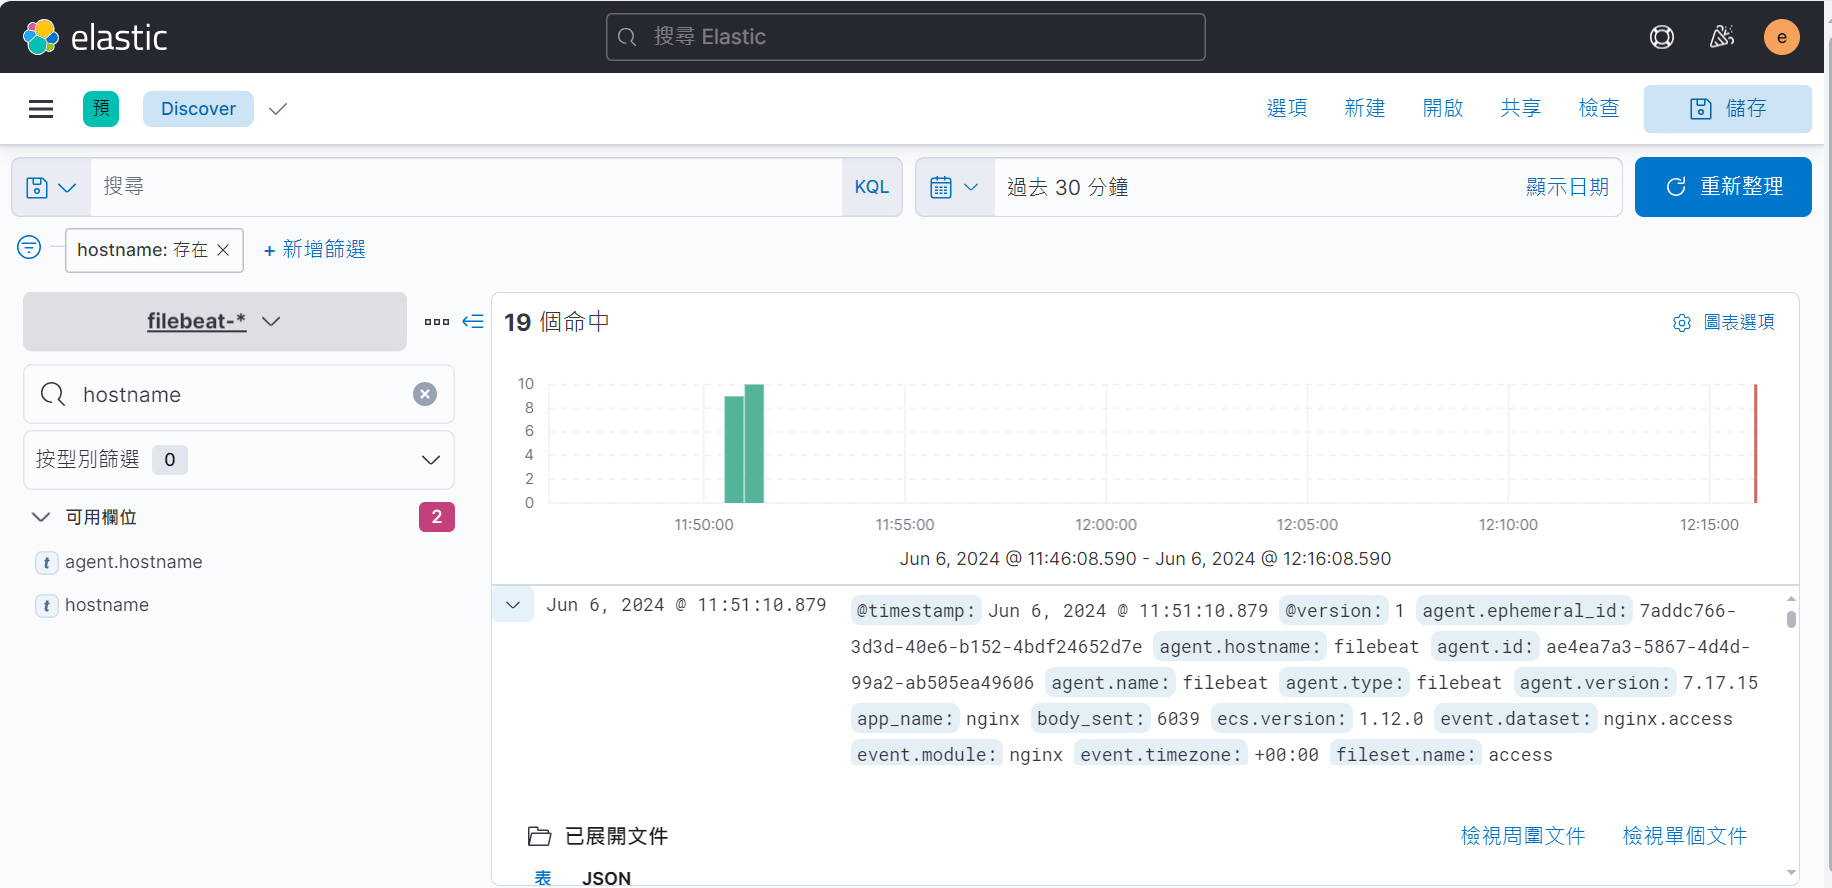 elastic
搜尋 Elastic
e
預
Discover
選項 新建 開啟 共享 檢查 儲存
搜尋
KQL
過去 30 分鐘
顯示日期
重新整理
hostname: 存在
+ 新增篩選
filebeat-*
hostname
按型別篩選 0
可用欄位 2
t agent.hostname
t hostname
19 個命中
圖表選項
10
8
6
4
2
0
11:50:00 11:55:00 12:00:00 12:05:00 12:10:00 12:15:00
Jun 6, 2024 @ 11:46:08.590 - Jun 6, 2024 @ 12:16:08.590
Jun 6, 2024 @ 11:51:10.879
@timestamp: Jun 6, 2024 @ 11:51:10.879 @version: 1 agent.ephemeral_id: 7addc766-
3d3d-40e6-b152-4bdf24652d7e agent.hostname: filebeat agent.id: ae4ea7a3-5867-4d4d-
99a2-ab505ea49606 agent.name: filebeat agent.type: filebeat agent.version: 7.17.15
app_name: nginx body_sent: 6039 ecs.version: 1.12.0 event.dataset: nginx.access
event.module: nginx event.timezone: +00:00 fileset.name: access
已展開文件
檢視周圍文件 檢視單個文件
表 JSON